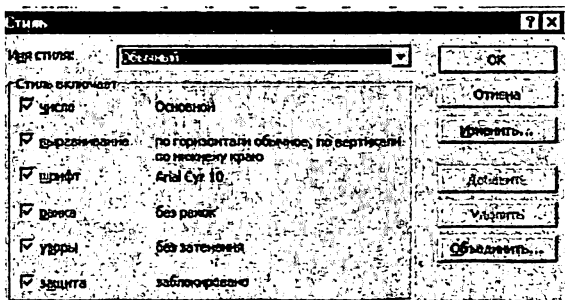 Стиль
Имя стиля: Обычный
ОК
Стиль включает
Отмена
число Основной
Изменить...
выравнивание по горизонтали обычное, по вертикали
по нижнему краю
шрифт Arial Cyr 10
Добавить
рамка без рамок
Удалить
узоры без затенения
Объединить...
защита заблокировано